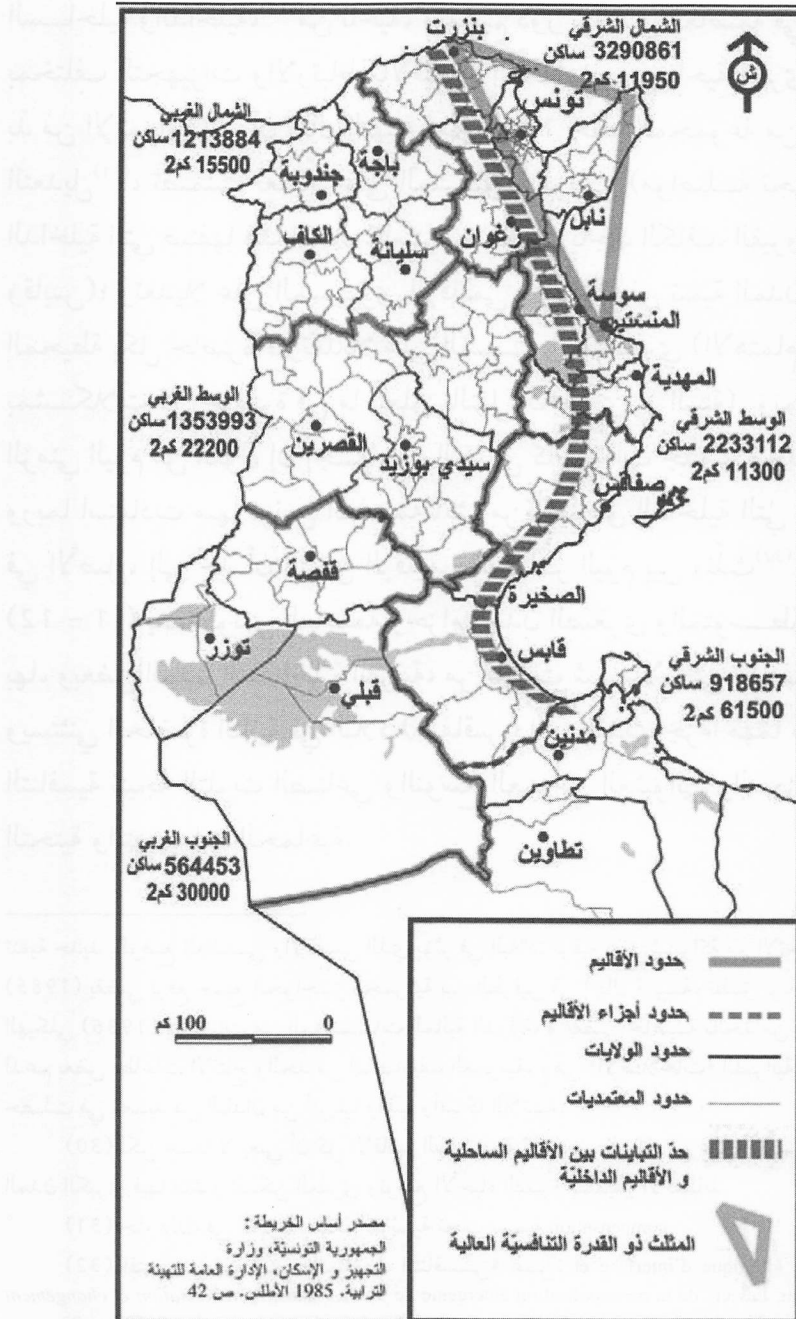 الشمال الشرقي
3290861 ساكن
11950 كم2
ش
بنزرت
تونس
الشمال الغربي
1213884 ساكن
15500 كم2
باجة
جندوبة
نابل
الكاف
سليانة
زغوان
سوسة
المنستير
المهدية
الوسط الغربي
1353993 ساكن
22200 كم2
القصرين
سيدي بوزيد
الوسط الشرقي
2233112 ساكن
11300 كم2
صفاقس
قفصة
الصخيرة
توزر
قبلي
قابس
الجنوب الشرقي
918657 ساكن
61500 كم2
مدنين
تطاوين
الجنوب الغربي
564453 ساكن
30000 كم2
100 كم
0
حدود الأقاليم
حدود أجزاء الأقاليم
حدود الولايات
حدود المعتمديات
حدّ التباينات بين الأقاليم الساحلية
و الأقاليم الداخليّة
المثلث ذو القدرة التنافسيّة العالية
مصدر أساس الخريطة :
الجمهورية التونسيّة، وزارة
التجهيز و الإسكان، الإدارة العامة للتهيئة
الترابية. 1985 الأطلس. ص 42